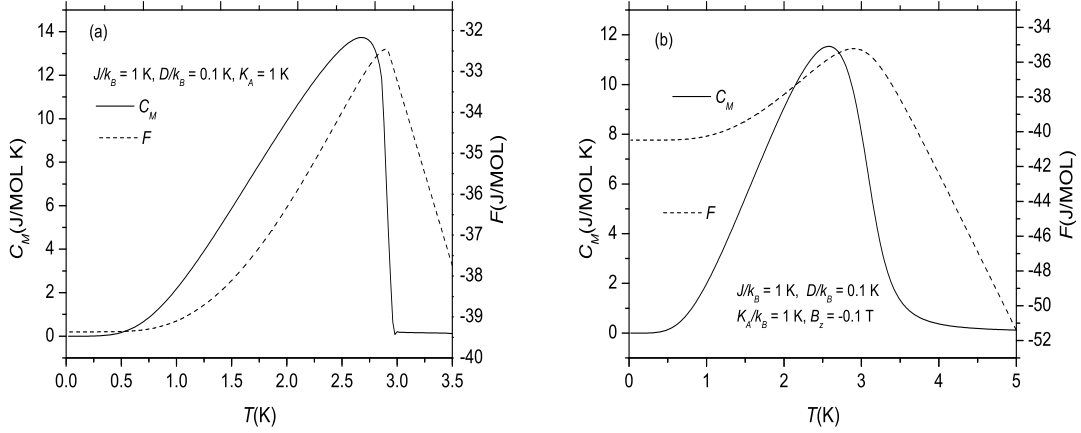 (a)
J/k_B = 1 K, D/k_B = 0.1 K, K_A = 1 K
C_M
F
C_M(J/MOL K)
14
12
10
8
6
4
2
0
F(J/MOL)
-32
-33
-34
-35
-36
-37
-38
-39
-40
0.0 0.5 1.0 1.5 2.0 2.5 3.0 3.5
T(K)
(b)
C_M
F
J/k_B = 1 K, D/k_B = 0.1 K
K_A/k_B = 1 K, B_z = -0.1 T
C_M(J/MOL K)
12
10
8
6
4
2
0
F(J/MOL)
-34
-36
-38
-40
-42
-44
-46
-48
-50
-52
0 1 2 3 4 5
T(K)